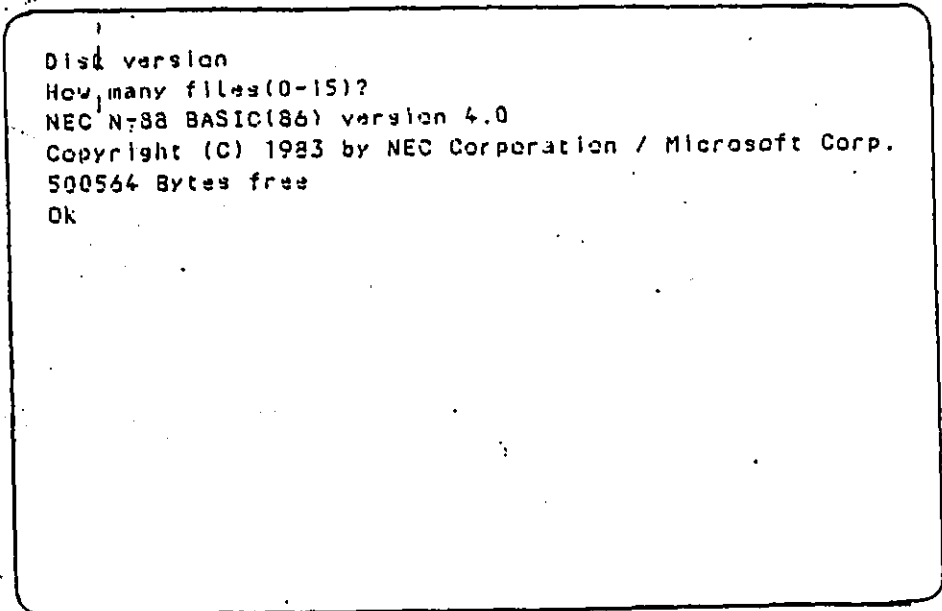 Disk version
How many files(0-15)?
NEC N-88 BASIC(86) version 4.0
Copyright (C) 1983 by NEC Corporation / Microsoft Corp.
500564 Bytes free
Ok